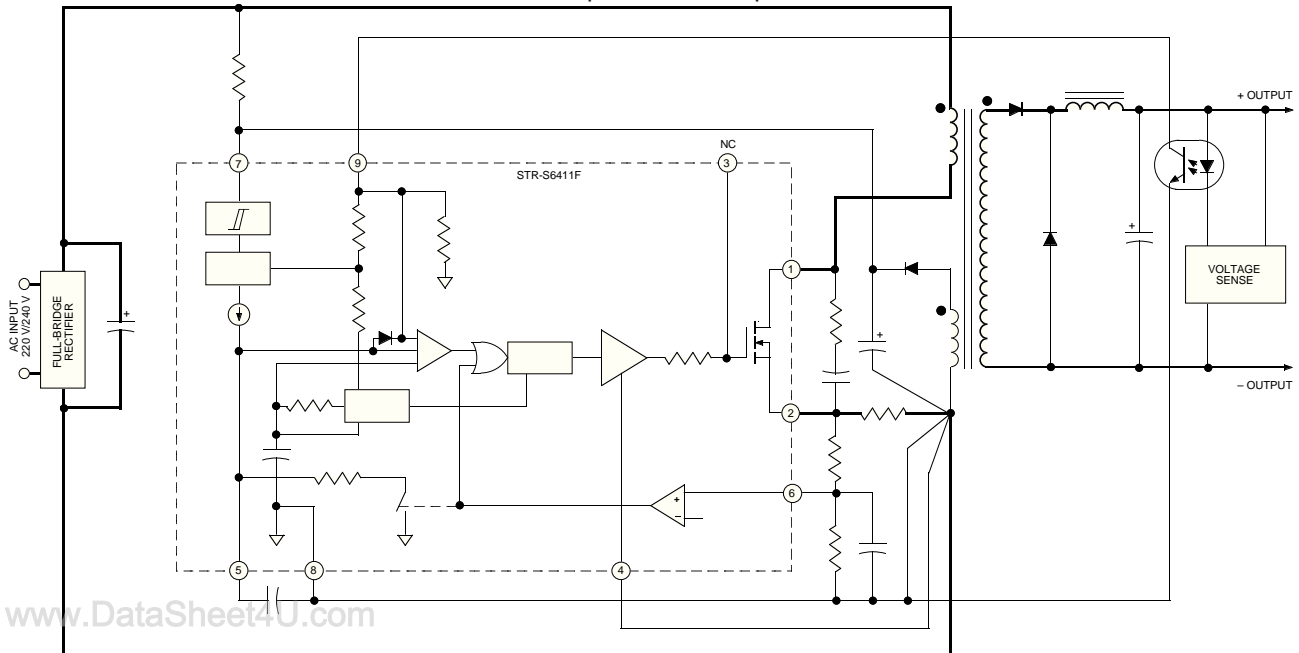 + OUTPUT
NC
7
9
3
STR-S6411F
1
AC INPUT
220 V/240 V
FULL-BRIDGE
RECTIFIER
+
+
+
VOLTAGE
SENSE
– OUTPUT
2
6
+
–
5
8
4
www.DataSheet4U.com